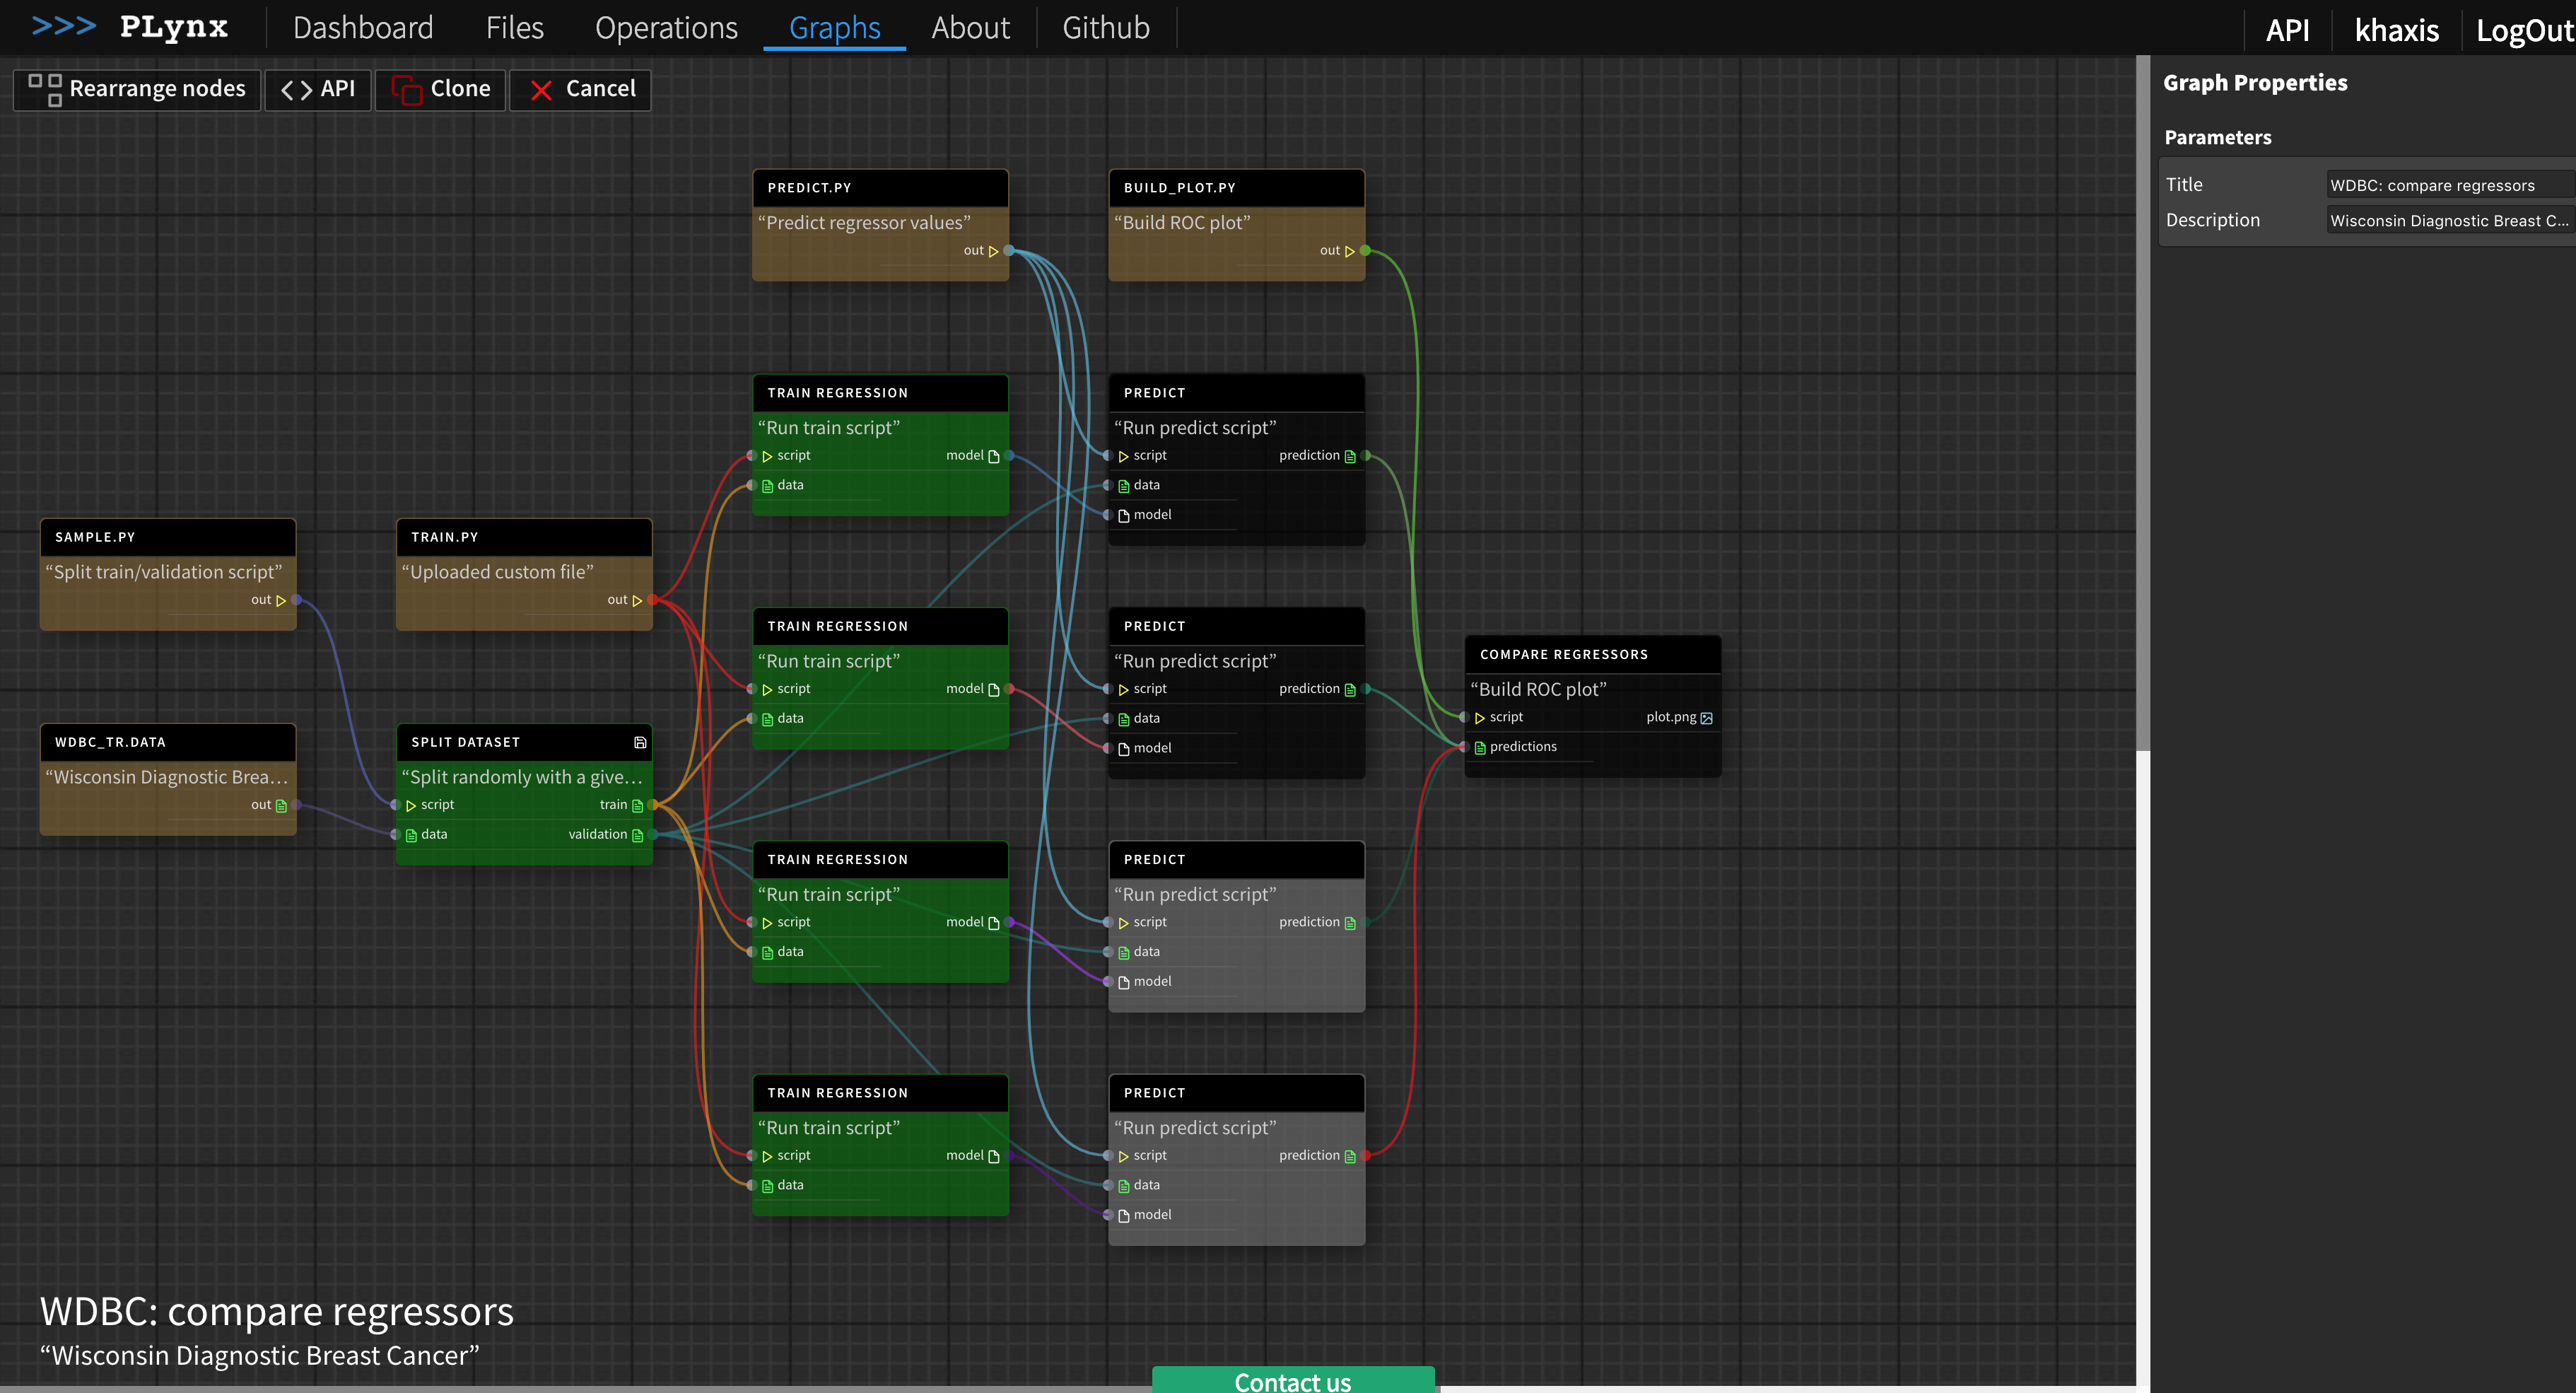 >>> PLynx Dashboard Files Operations Graphs About Github API khaxis LogOut
Rearrange nodes <> API Clone Cancel
Graph Properties
Parameters
Title WDBC: compare regressors
Description Wisconsin Diagnostic Breast C...
PREDICT.PY
“Predict regressor values”
out
BUILD_PLOT.PY
“Build ROC plot”
out
TRAIN REGRESSION
“Run train script”
script model
data
PREDICT
“Run predict script”
script prediction
data
model
SAMPLE.PY
“Split train/validation script”
out
TRAIN.PY
“Uploaded custom file”
out
TRAIN REGRESSION
“Run train script”
script model
data
PREDICT
“Run predict script”
script prediction
data
model
COMPARE REGRESSORS
“Build ROC plot”
script plot.png
predictions
WDBC_TR.DATA
“Wisconsin Diagnostic Brea...
out
SPLIT DATASET
“Split randomly with a give...
script train
data validation
TRAIN REGRESSION
“Run train script”
script model
data
PREDICT
“Run predict script”
script prediction
data
model
TRAIN REGRESSION
“Run train script”
script model
data
PREDICT
“Run predict script”
script prediction
data
model
WDBC: compare regressors
“Wisconsin Diagnostic Breast Cancer”
Contact us